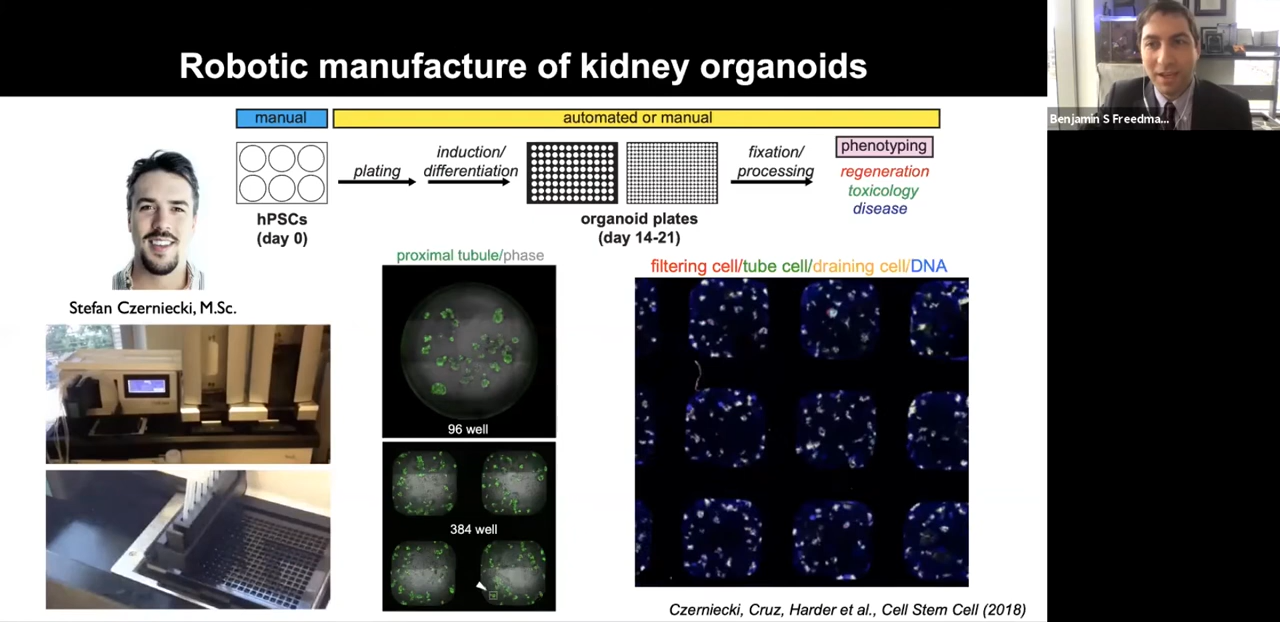 Robotic manufacture of kidney organoids
Benjamin S Freedma...
manual
automated or manual
plating
induction/
differentiation
fixation/
processing
phenotyping
regeneration
toxicology
disease
hPSCs
(day 0)
organoid plates
(day 14-21)
proximal tubule/phase
filtering cell/tube cell/draining cell/DNA
Stefan Czerniecki, M.Sc.
96 well
384 well
Czerniecki, Cruz, Harder et al., Cell Stem Cell (2018)